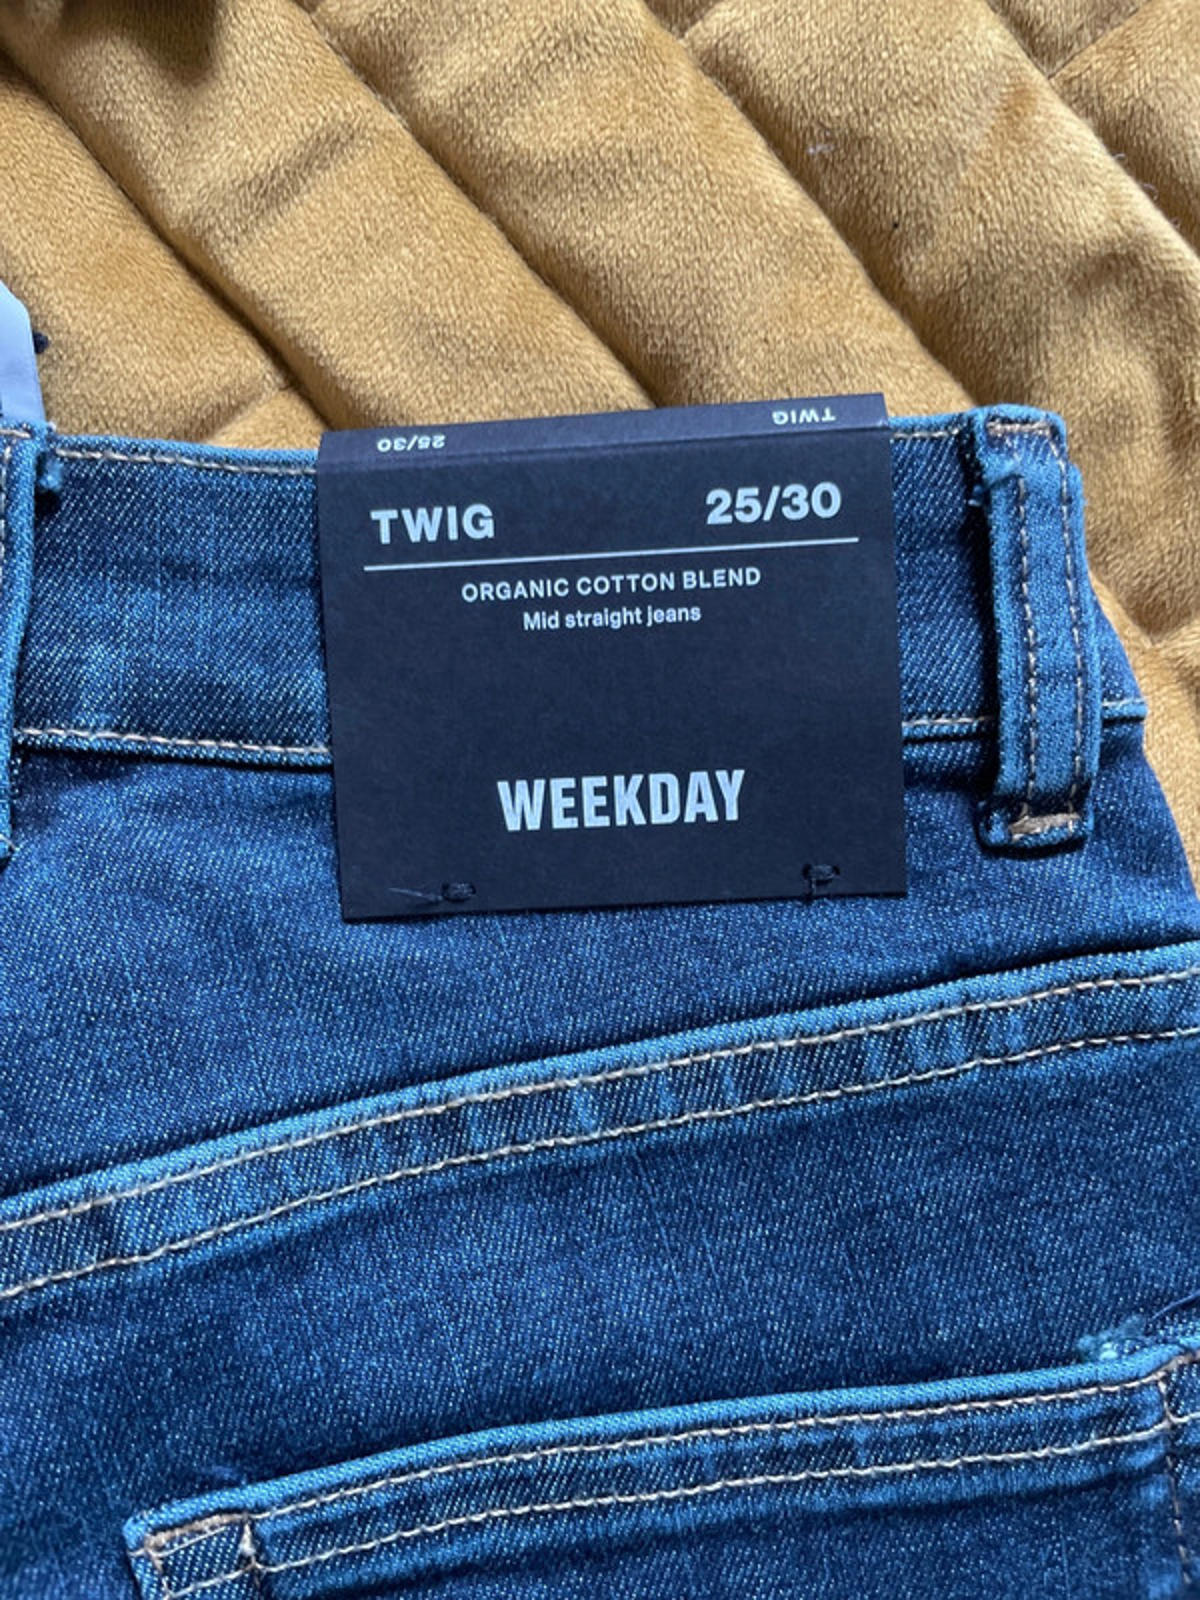 25/30 TWIG
TWIG 25/30
ORGANIC COTTON BLEND
Mid straight jeans
WEEKDAY